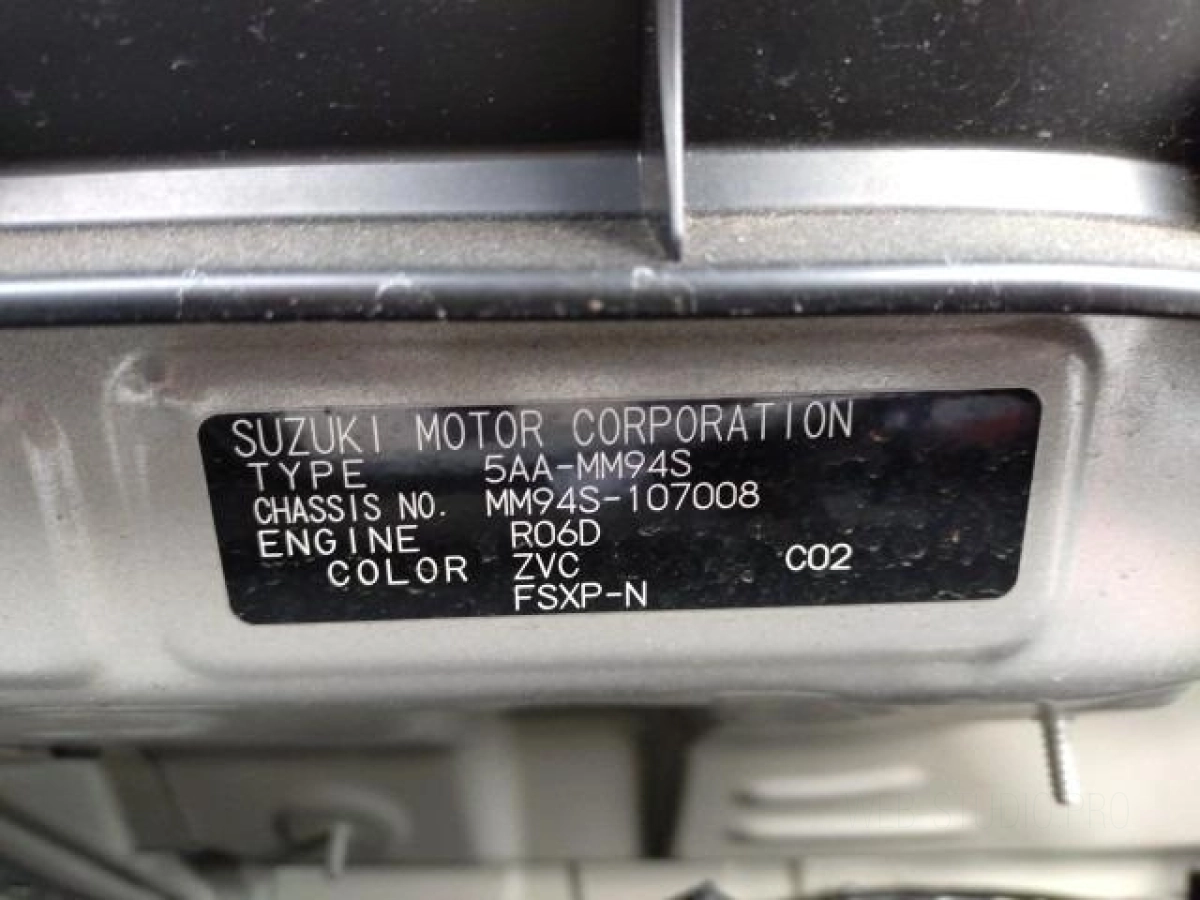 SUZUKI MOTOR CORPORATION
TYPE 5AA-MM94S
CHASSIS NO. MM94S-107008
ENGINE R06D
COLOR ZVC C02
FSXP-N